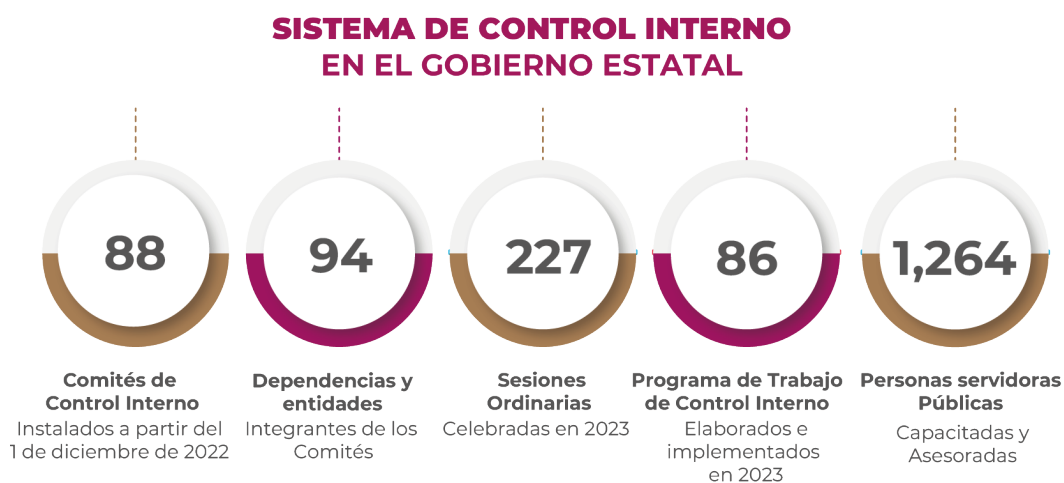 SISTEMA DE CONTROL INTERNO
EN EL GOBIERNO ESTATAL
88
Comités de
Control Interno
Instalados a partir del
1 de diciembre de 2022
94
Dependencias y
entidades
Integrantes de los
Comités
227
Sesiones
Ordinarias
Celebradas en 2023
86
Programa de Trabajo
de Control Interno
Elaborados e
implementados
en 2023
1,264
Personas servidoras
Públicas
Capacitadas y
Asesoradas